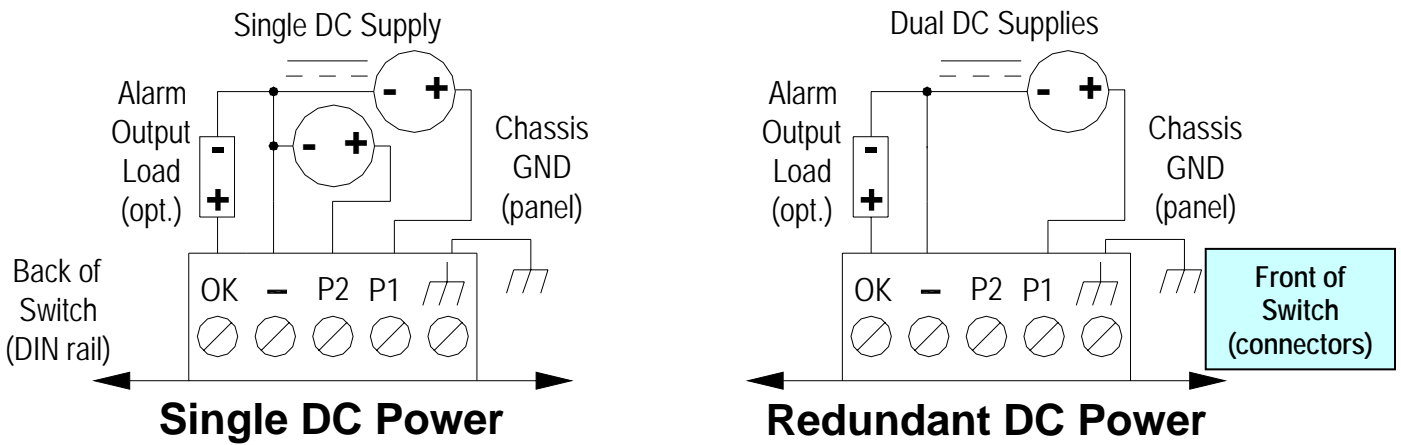 Single DC Supply
Alarm
Output
Load
(opt.)
- +
- +
-
+
Chassis
GND
(panel)
Back of
Switch
(DIN rail)
OK – P2 P1
Single DC Power
Dual DC Supplies
Alarm
Output
Load
(opt.)
- +
-
+
Chassis
GND
(panel)
OK – P2 P1
Front of
Switch
(connectors)
Redundant DC Power